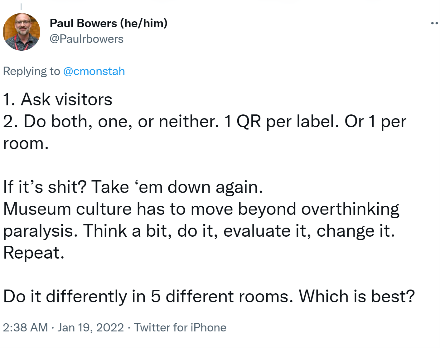 Paul Bowers (he/him)
@Paulrbowers
Replying to @cmonstah
1. Ask visitors
2. Do both, one, or neither. 1 QR per label. Or 1 per
room.
If it's shit? Take ‘em down again.
Museum culture has to move beyond overthinking
paralysis. Think a bit, do it, evaluate it, change it.
Repeat.
Do it differently in 5 different rooms. Which is best?
2:38 AM · Jan 19, 2022 · Twitter for iPhone